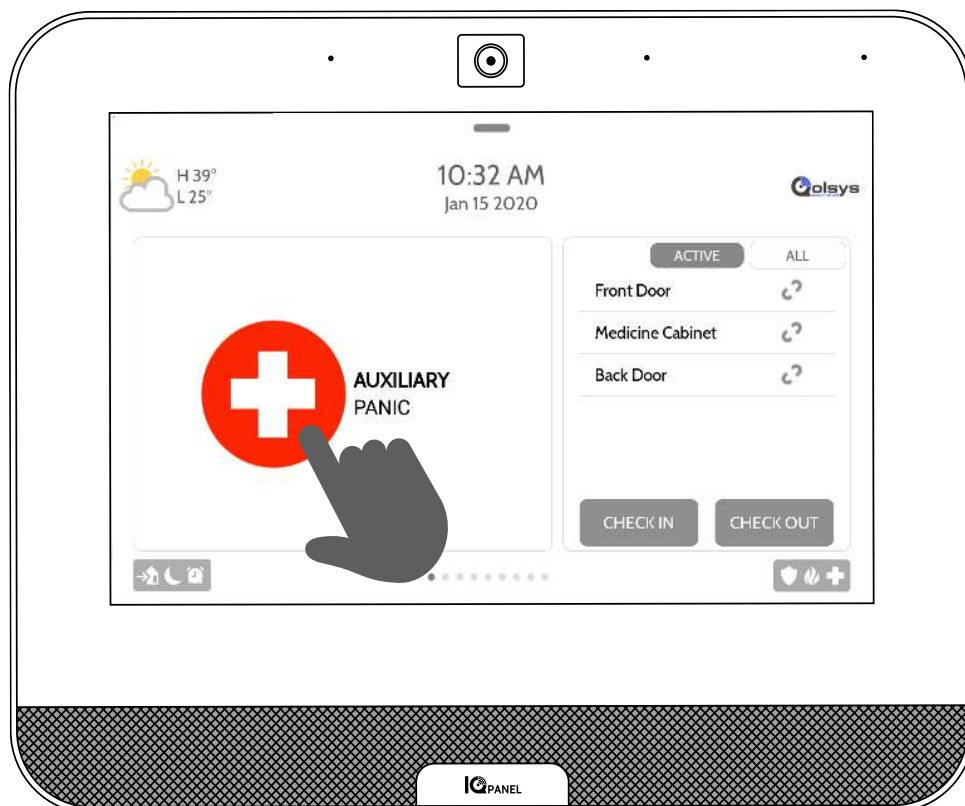 H 39°
L 25°
10:32 AM
Jan 15 2020
Qolsys
AUXILIARY
PANIC
ACTIVE ALL
Front Door
Medicine Cabinet
Back Door
CHECK IN CHECK OUT
IQ PANEL